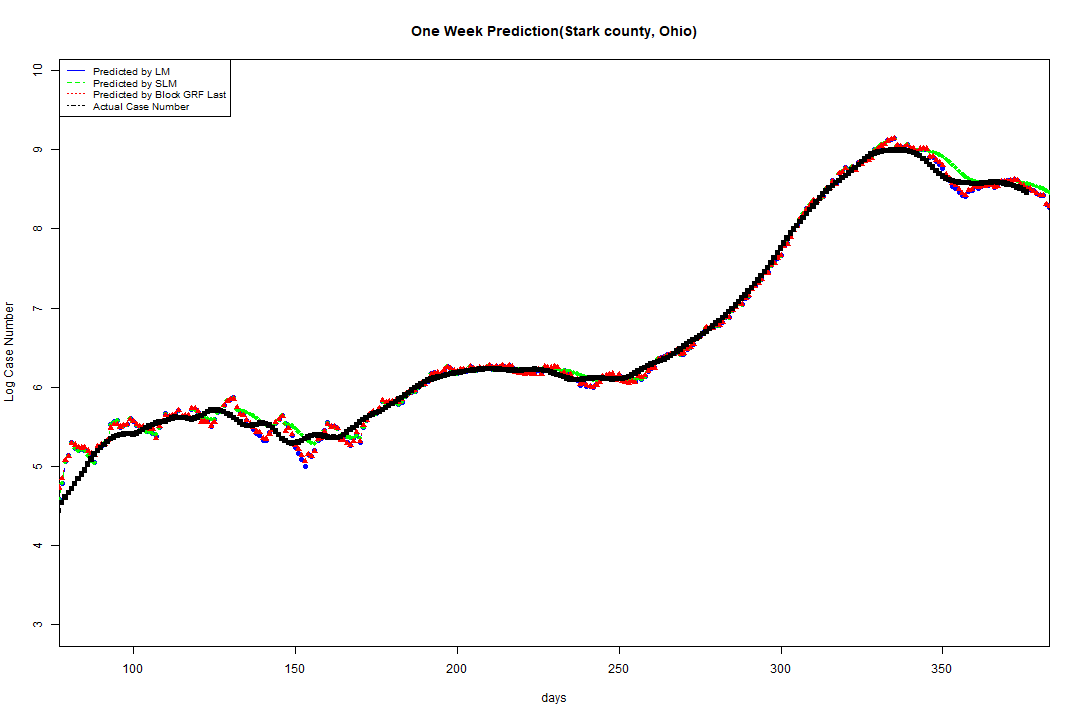 One Week Prediction(Stark county, Ohio)
Predicted by LM
Predicted by SLM
Predicted by Block GRF Last
Actual Case Number
10
9
8
7
6
5
4
3
Log Case Number
100 150 200 250 300 350
days